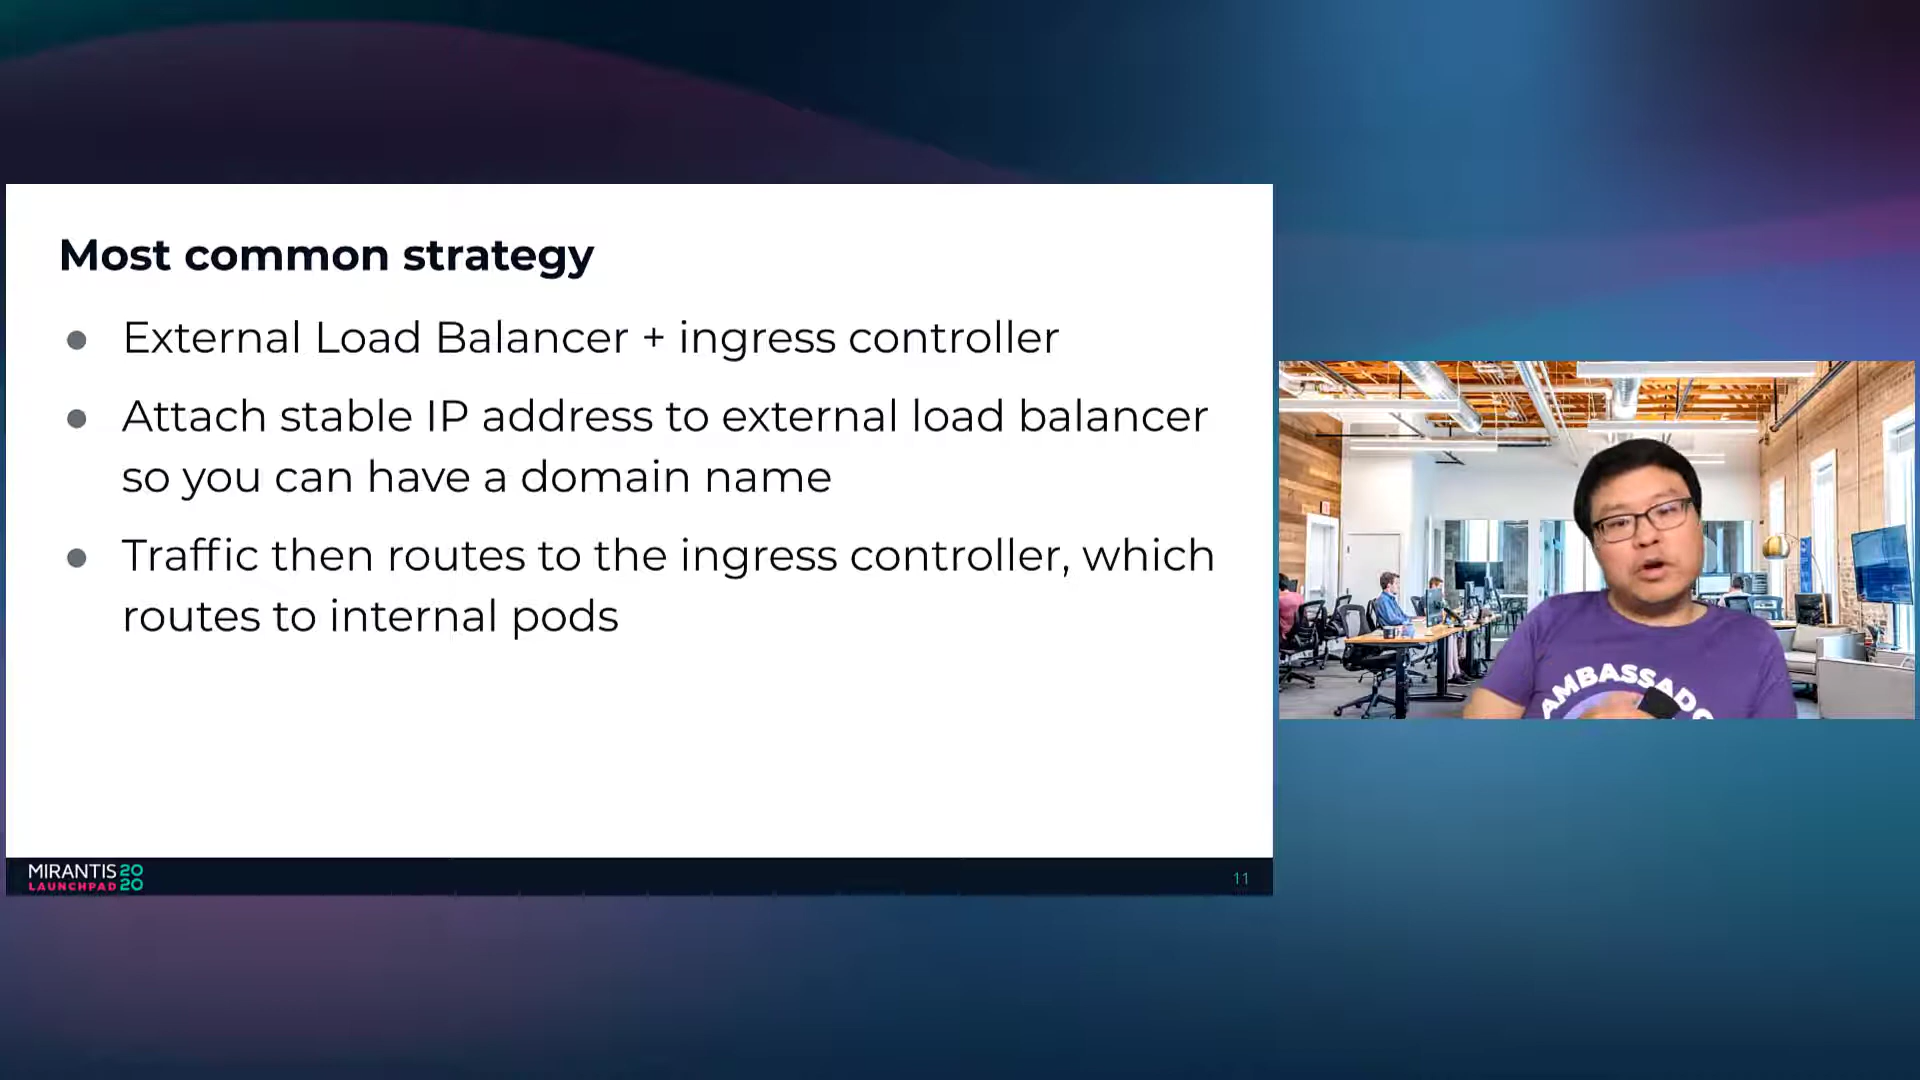 Most common strategy
External Load Balancer + ingress controller
Attach stable IP address to external load balancer
so you can have a domain name
Traffic then routes to the ingress controller, which
routes to internal pods
MIRANTIS 20
LAUNCHPAD 20
11
AMBASSADO